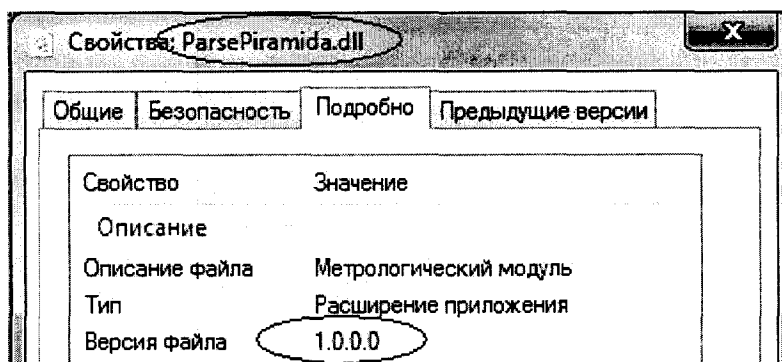 Свойства: ParsePiramida.dll
Общие Безопасность Подробно Предыдущие версии
Свойство Значение
Описание
Описание файла Метрологический модуль
Тип Расширение приложения
Версия файла 1.0.0.0